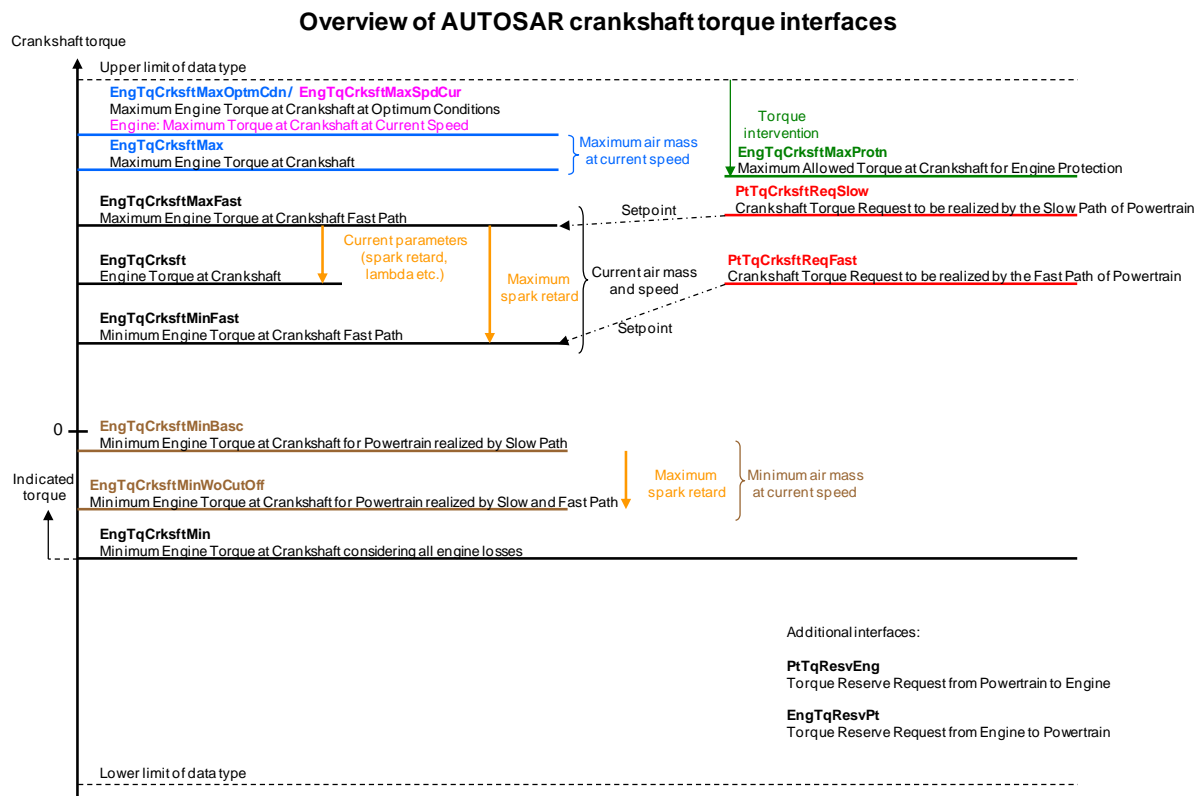 Overview of AUTOSAR crankshaft torque interfaces
Crankshaft torque
Upper limit of data type
EngTqCrksftMaxOptmCdn/ EngTqCrksftMaxSpdCur
Maximum Engine Torque at Crankshaft at Optimum Conditions
Engine: Maximum Torque at Crankshaft at Current Speed
EngTqCrksftMax
Maximum Engine Torque at Crankshaft
Maximum air mass
at current speed
Torque
intervention
EngTqCrksftMaxProtn
Maximum Allowed Torque at Crankshaft for Engine Protection
PtTqCrksftReqSlow
Crankshaft Torque Request to be realized by the Slow Path of Powertrain
EngTqCrksftMaxFast
Maximum Engine Torque at Crankshaft Fast Path
Setpoint
Current parameters
(spark retard,
lambda etc.)
EngTqCrksft
Engine Torque at Crankshaft
Maximum
spark retard
Current air mass
and speed
PtTqCrksftReqFast
Crankshaft Torque Request to be realized by the Fast Path of Powertrain
EngTqCrksftMinFast
Minimum Engine Torque at Crankshaft Fast Path
Setpoint
0
EngTqCrksftMinBasc
Minimum Engine Torque at Crankshaft for Powertrain realized by Slow Path
Indicated
torque
EngTqCrksftMinWoCutOff
Minimum Engine Torque at Crankshaft for Powertrain realized by Slow and Fast Path
Maximum
spark retard
Minimum air mass
at current speed
EngTqCrksftMin
Minimum Engine Torque at Crankshaft considering all engine losses
Additional interfaces:
PtTqResvEng
Torque Reserve Request from Powertrain to Engine
EngTqResvPt
Torque Reserve Request from Engine to Powertrain
Lower limit of data type